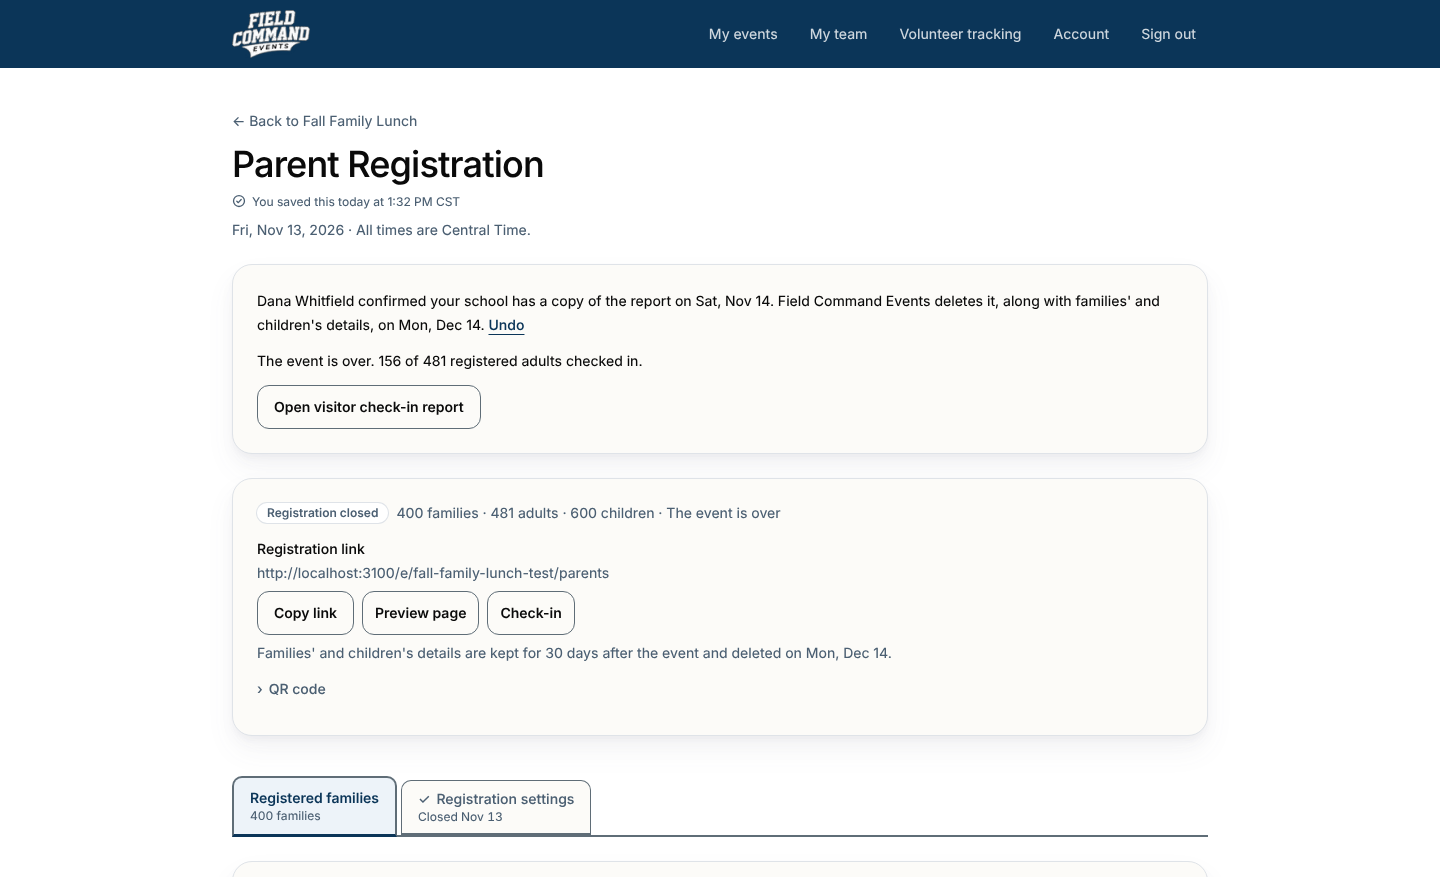 FIELD
COMMAND
EVENTS
My events
My team
Volunteer tracking
Account
Sign out
← Back to Fall Family Lunch
Parent Registration
You saved this today at 1:32 PM CST
Fri, Nov 13, 2026 · All times are Central Time.
Dana Whitfield confirmed your school has a copy of the report on Sat, Nov 14. Field Command Events deletes it, along with families' and
children's details, on Mon, Dec 14. Undo
The event is over. 156 of 481 registered adults checked in.
Open visitor check-in report
Registration closed 400 families · 481 adults · 600 children · The event is over
Registration link
http://localhost:3100/e/fall-family-lunch-test/parents
Copy link
Preview page
Check-in
Families' and children's details are kept for 30 days after the event and deleted on Mon, Dec 14.
› QR code
Registered families
400 families
✓ Registration settings
Closed Nov 13